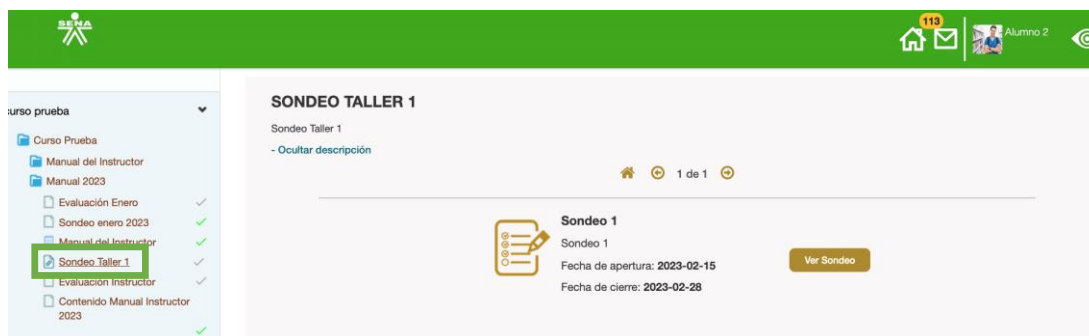 SENA
113
Alumno 2
curso prueba
Curso Prueba
Manual del Instructor
Manual 2023
Evaluación Enero
Sondeo enero 2023
Manual del Instructor
Sondeo Taller 1
Evaluación Instructor
Contenido Manual Instructor
2023
SONDEO TALLER 1
Sondeo Taller 1
- Ocultar descripción
1 de 1
Sondeo 1
Sondeo 1
Fecha de apertura: 2023-02-15
Fecha de cierre: 2023-02-28
Ver Sondeo